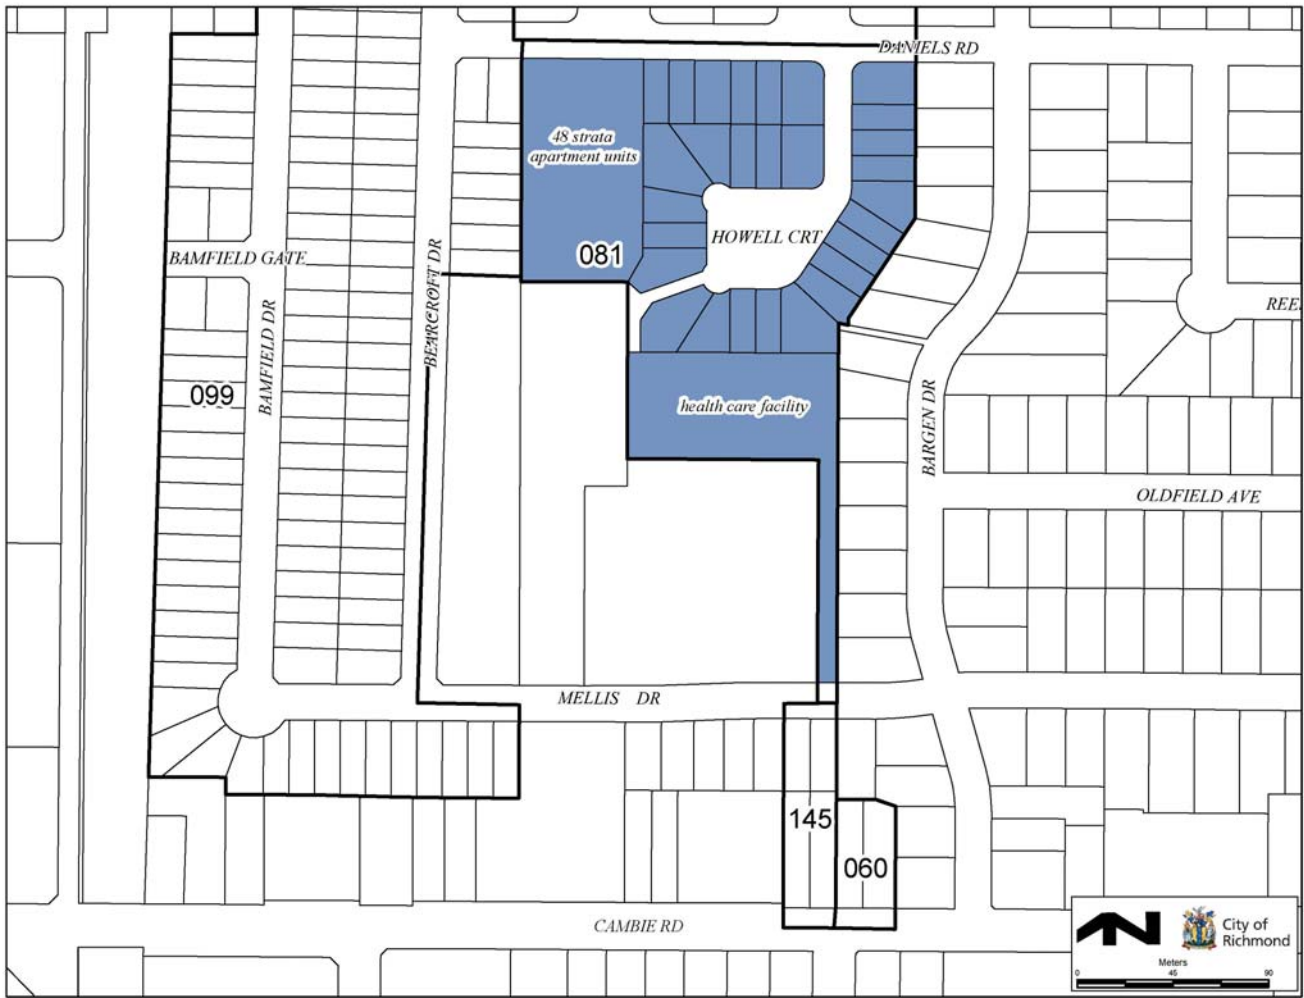 DANIELS RD
48 strata
apartment units
HOWELL CRT
081
BAMFIELD GATE
BEARCROFT DR
BAMFIELD DR
099
health care facility
BARGEN DR
OLDFIELD AVE
MELLIS DR
145
060
CAMBIE RD
City of
Richmond
Meters
0 45 90